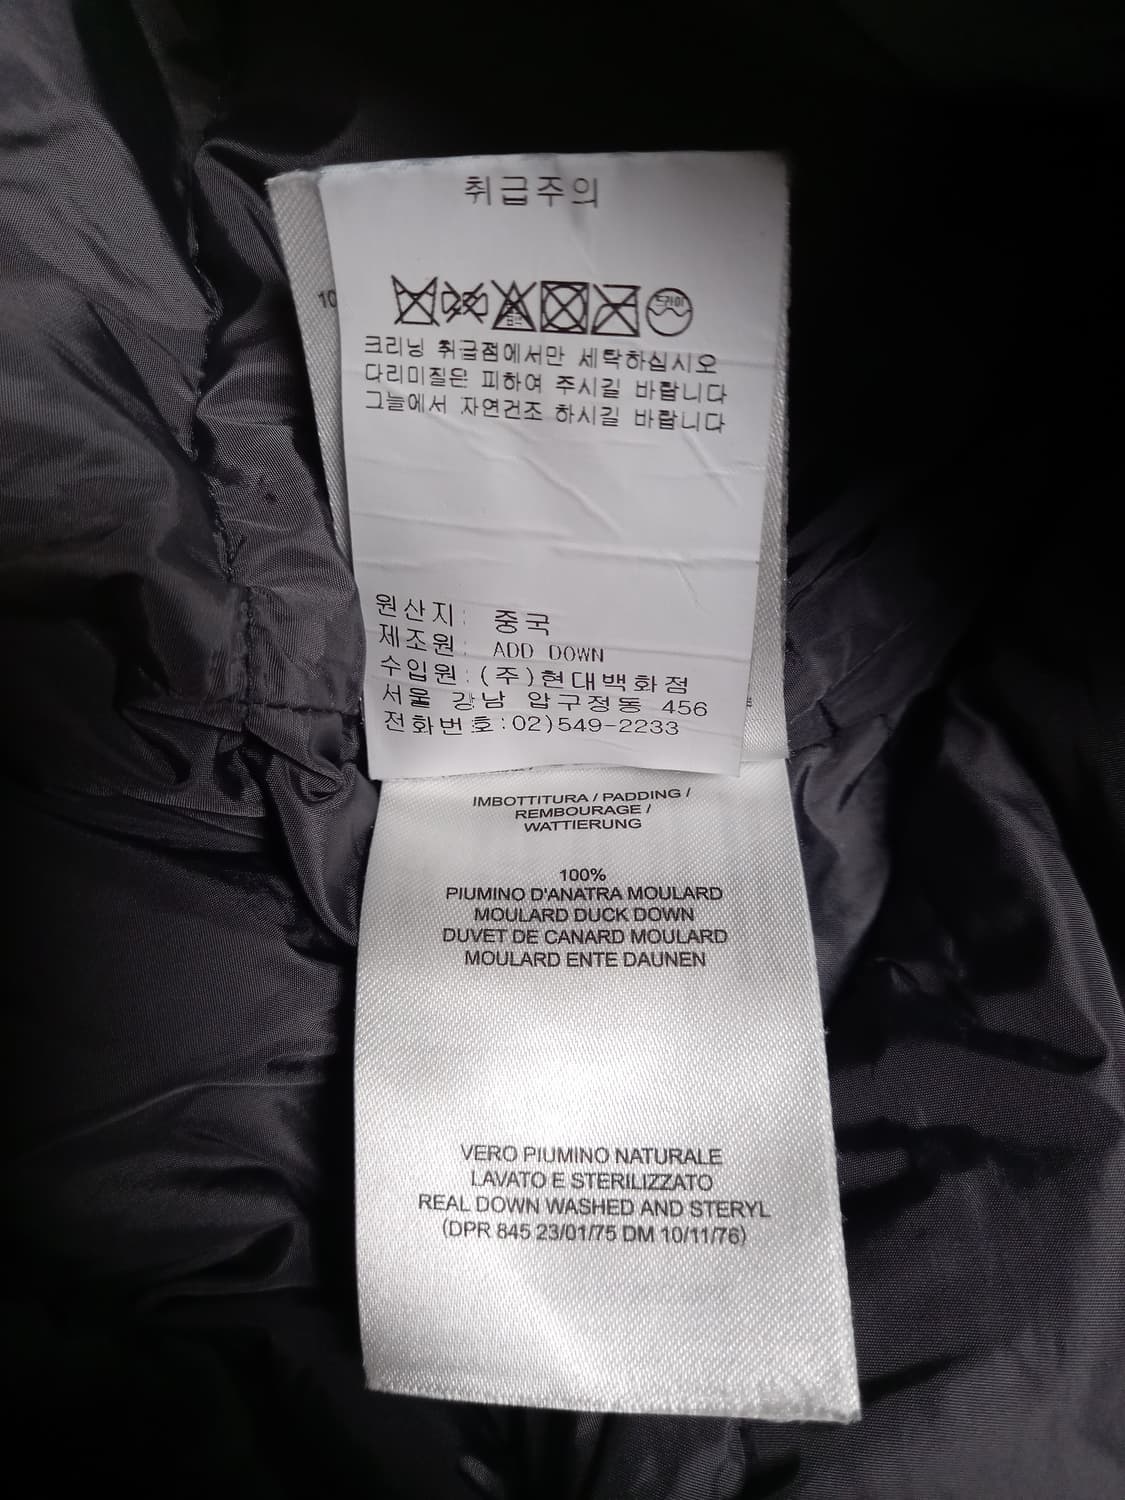 취급주의
10
드라이
크리닝 취급점에서만 세탁하십시오
다리미질은 피하여 주시길 바랍니다
그늘에서 자연건조 하시길 바랍니다
원산지: 중국
제조원: ADD DOWN
수입원:(주)현대백화점
서울 강남 압구정동 456
전화번호:02)549-2233
IMBOTTITURA / PADDING /
REMBOURAGE /
WATTIERUNG
100%
PIUMINO D'ANATRA MOULARD
MOULARD DUCK DOWN
DUVET DE CANARD MOULARD
MOULARD ENTE DAUNEN
VERO PIUMINO NATURALE
LAVATO E STERILIZZATO
REAL DOWN WASHED AND STERYL
(DPR 845 23/01/75 DM 10/11/76)